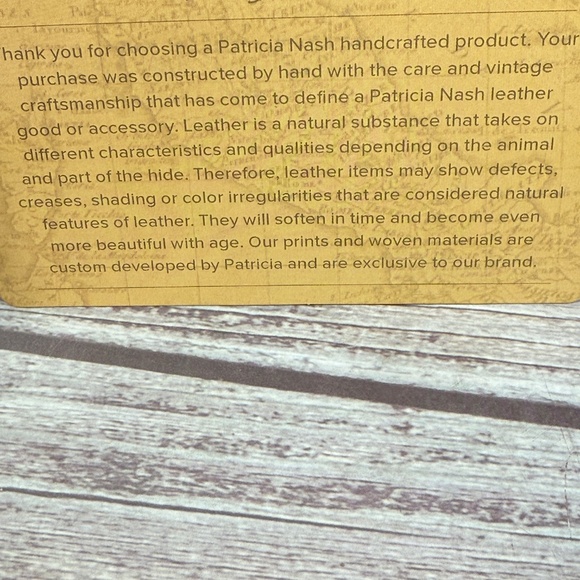 hank you for choosing a Patricia Nash handcrafted product. Your
purchase was constructed by hand with the care and vintage
craftsmanship that has come to define a Patricia Nash leather
good or accessory. Leather is a natural substance that takes on
different characteristics and qualities depending on the animal
and part of the hide. Therefore, leather items may show defects,
creases, shading or color irregularities that are considered natural
features of leather. They will soften in time and become even
more beautiful with age. Our prints and woven materials are
custom developed by Patricia and are exclusive to our brand.